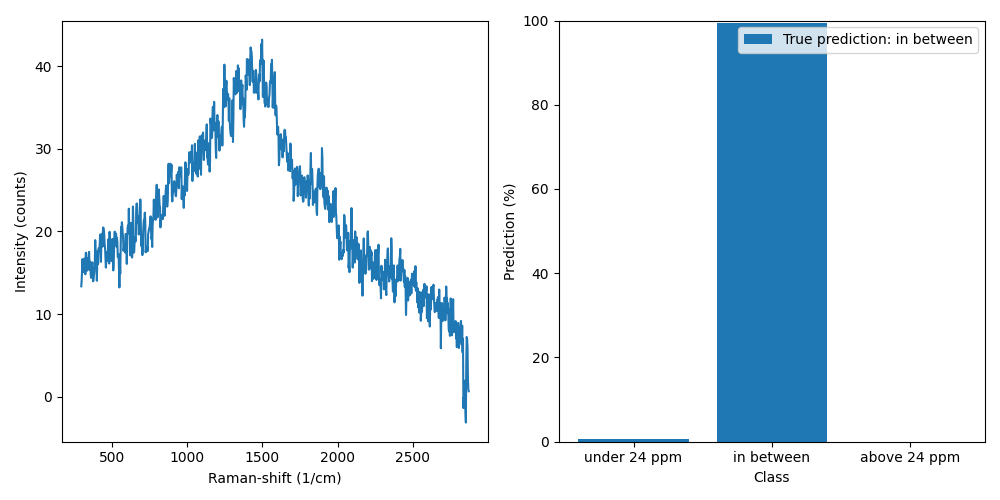 40
30
20
10
0
500 1000 1500 2000 2500
Raman-shift (1/cm)
Intensity (counts)
100
80
60
40
20
0
True prediction: in between
under 24 ppm in between above 24 ppm
Class
Prediction (%)